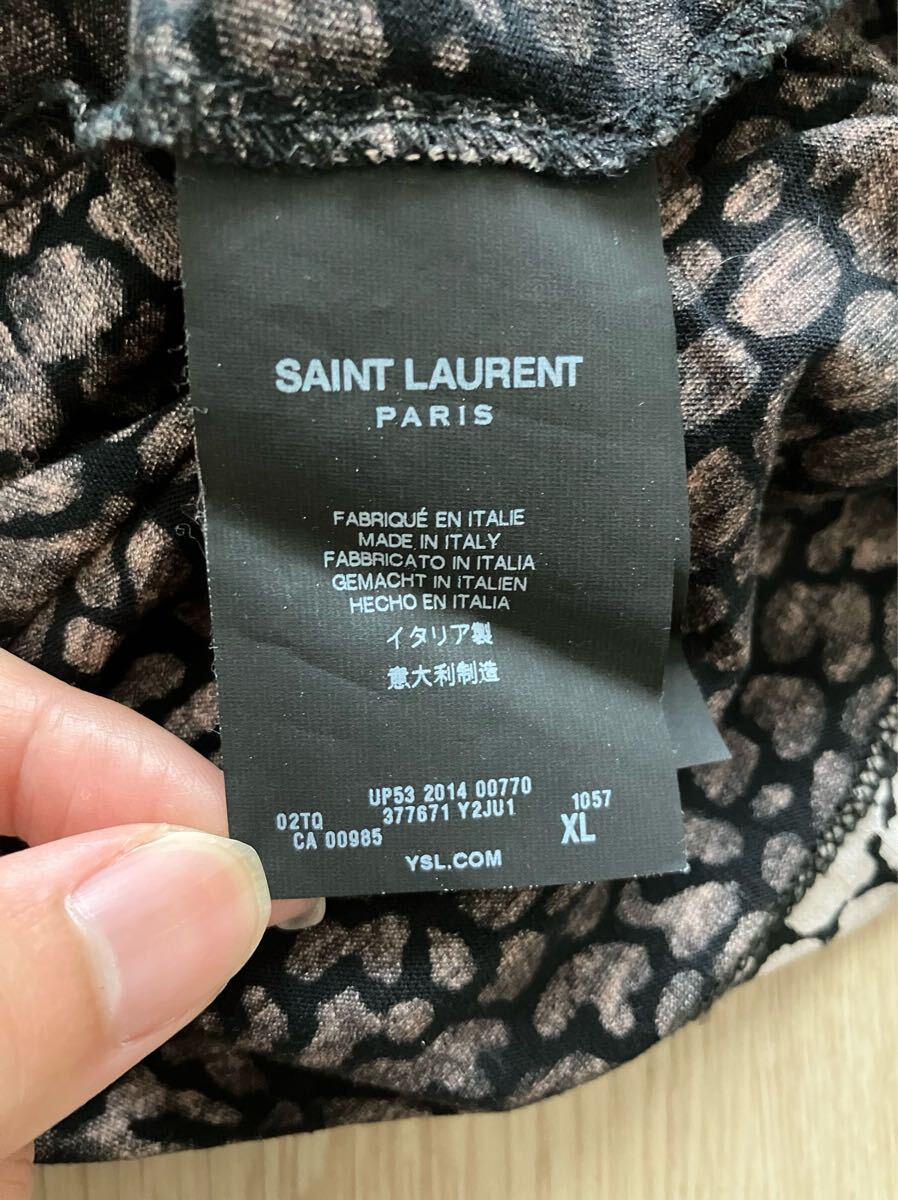 SAINT LAURENT
PARIS
FABRIQUÉ EN ITALIE
MADE IN ITALY
FABBRICATO IN ITALIA
GEMACHT IN ITALIEN
HECHO EN ITALIA
イタリア製
意大利制造
UP53 2014 00770
02TQ 377671 Y2JU1 1057
CA 00985 XL
YSL.COM